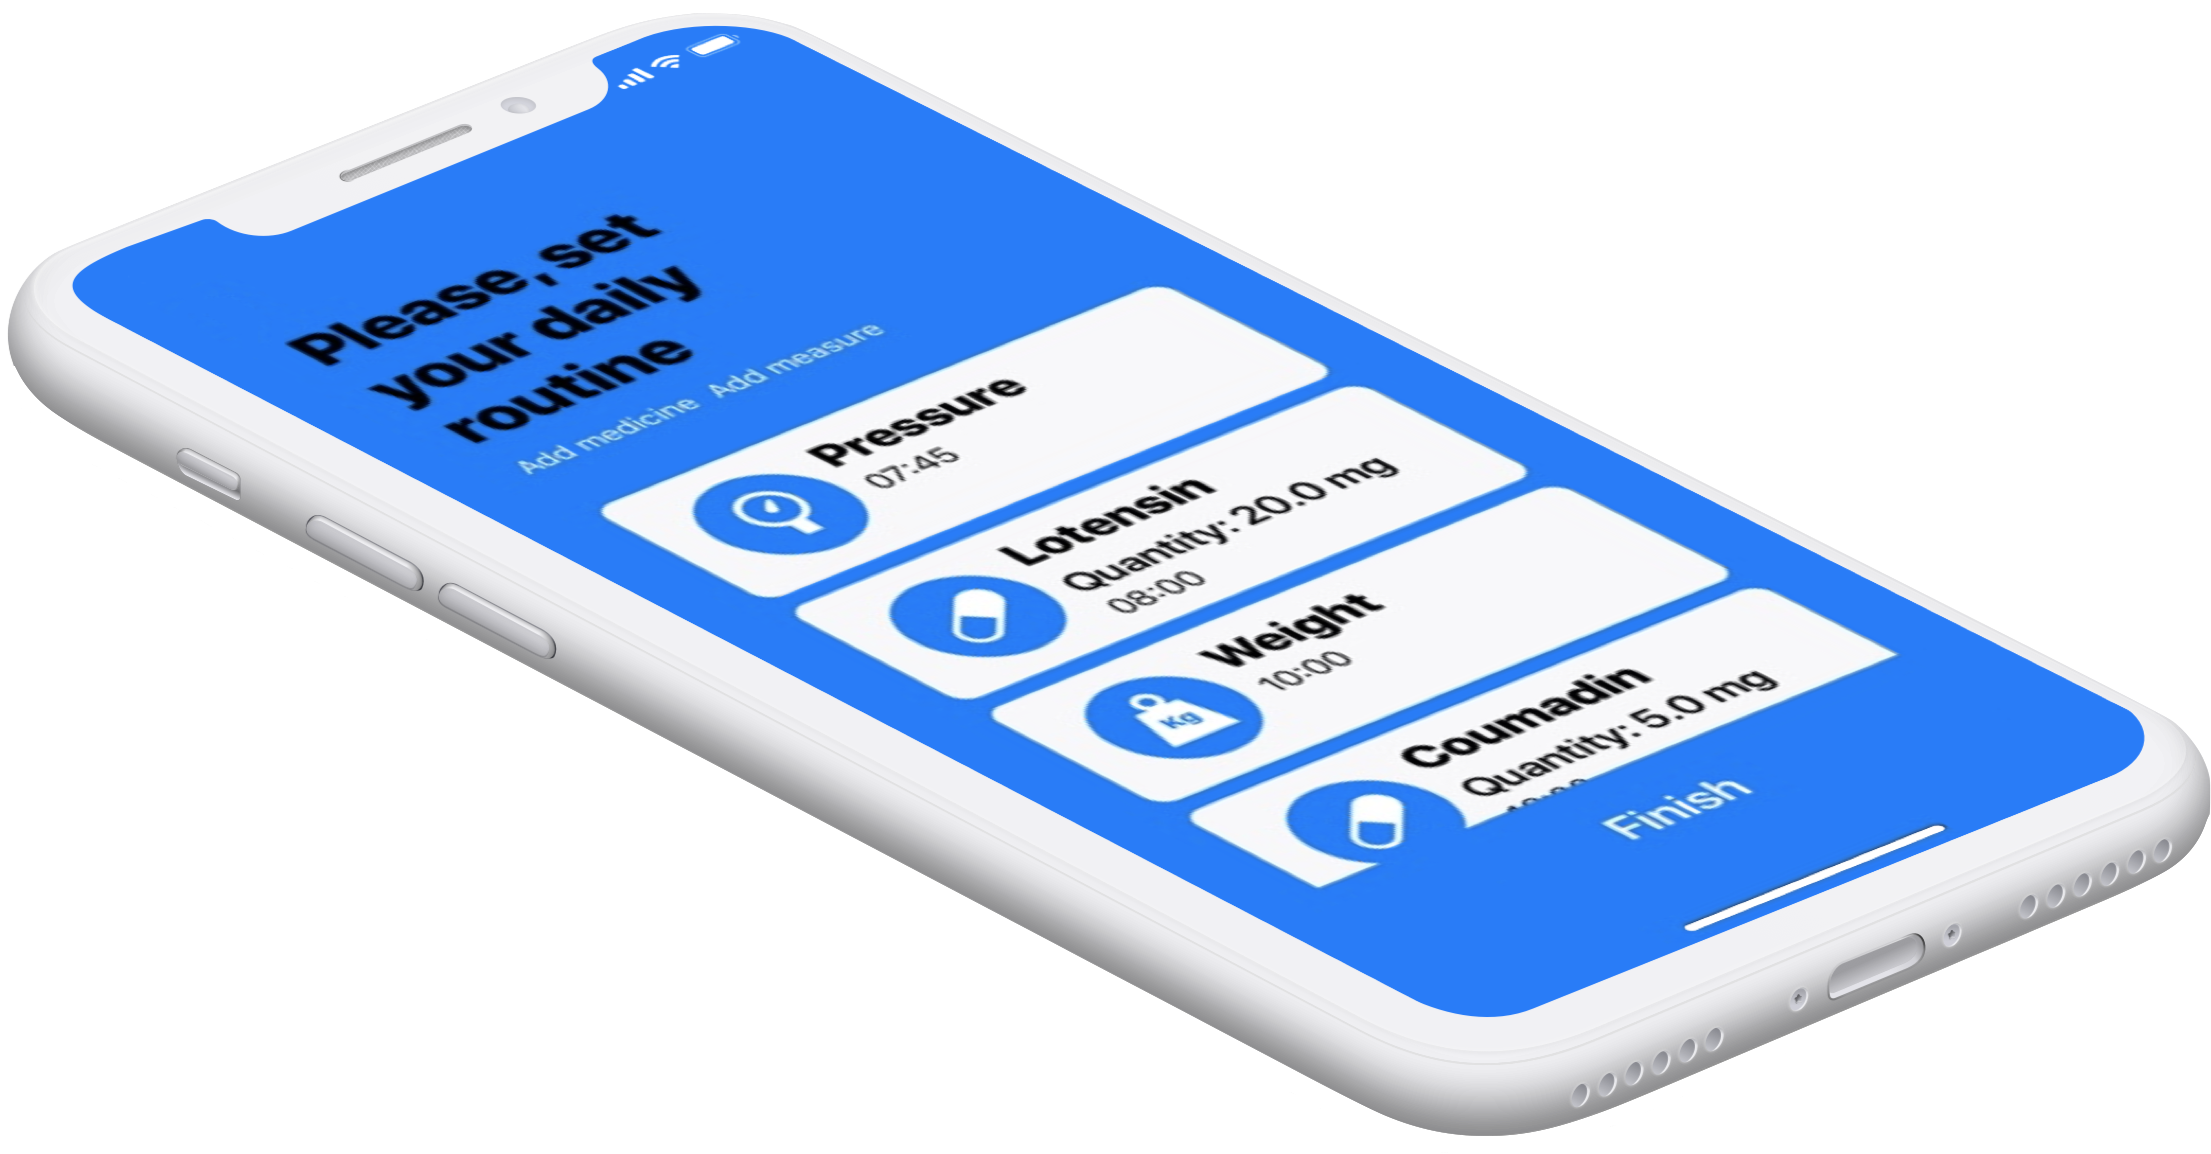 Please, set
your daily
routine
Add medicine Add measure
Pressure
07:45
Lotensin
Quantity: 20.0 mg
08:00
Weight
10:00
Kg
Coumadin
Quantity: 5.0 mg
Finish